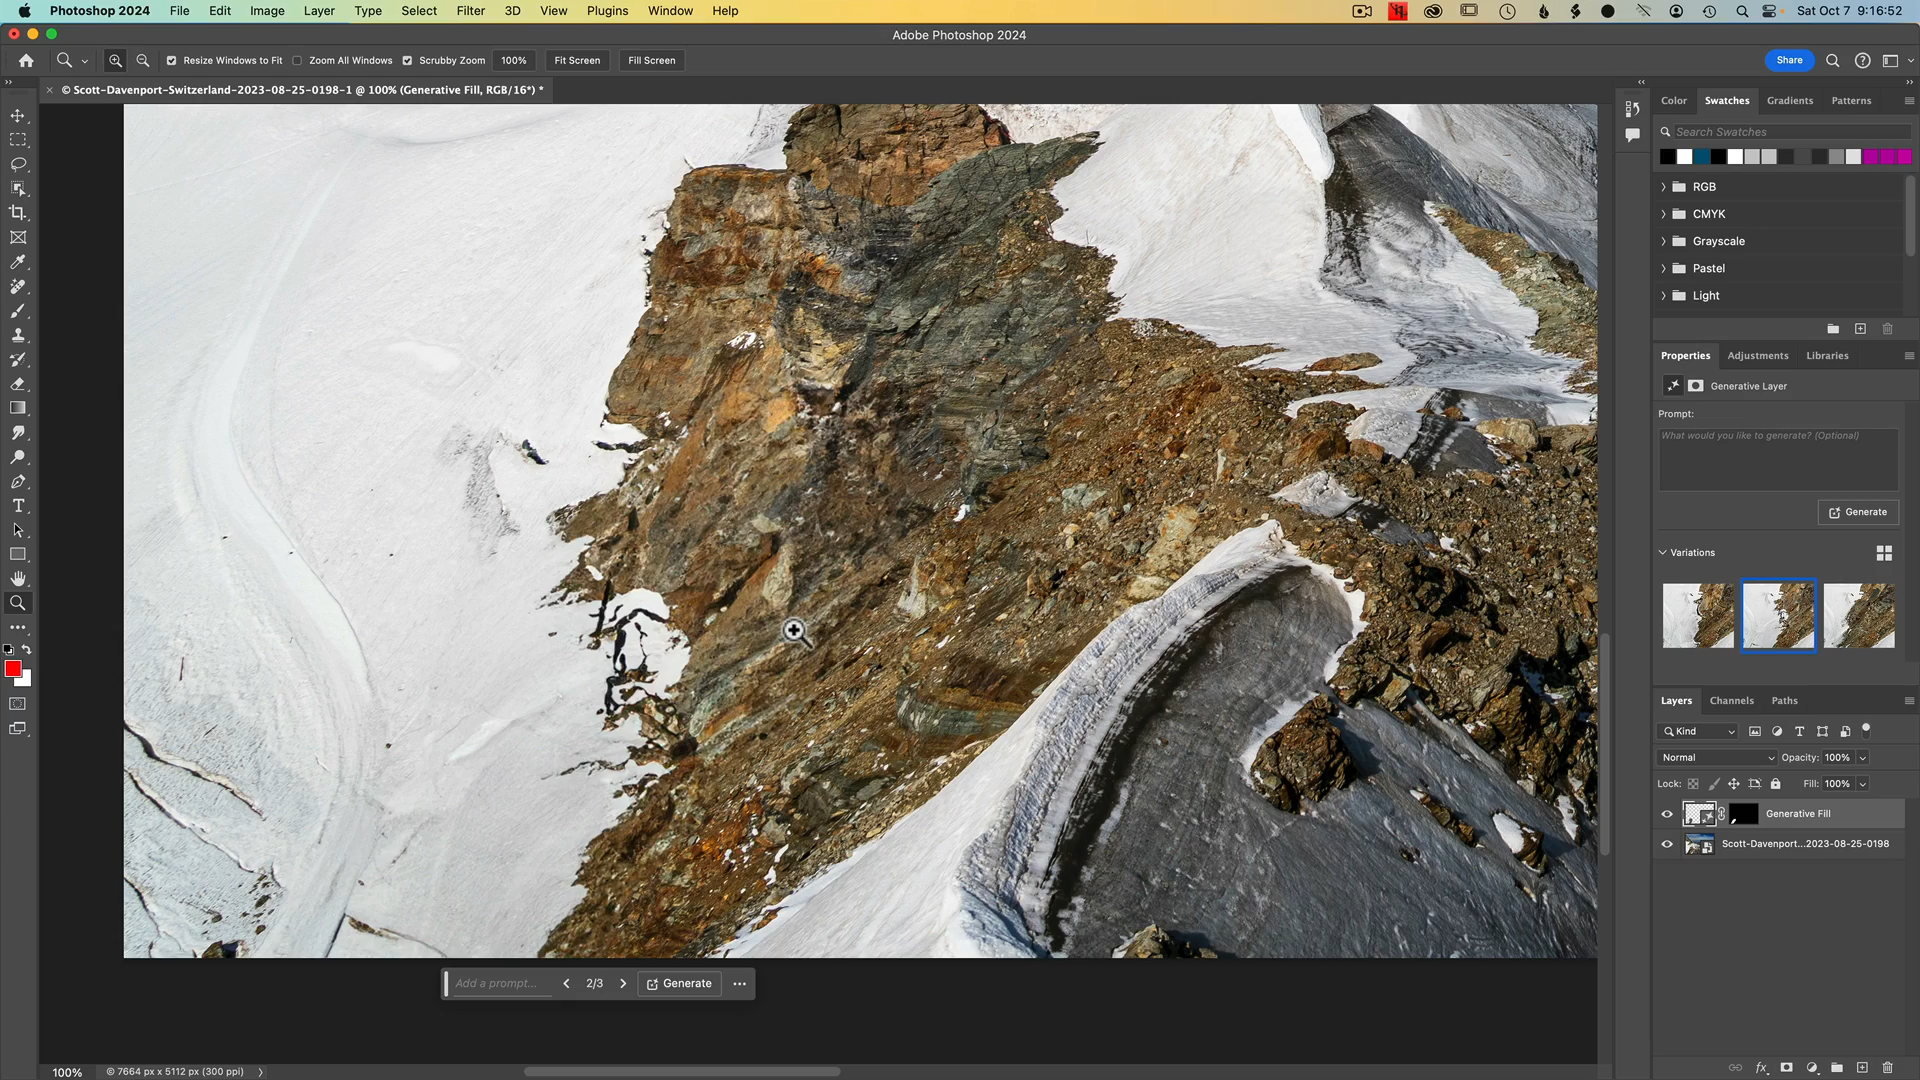 Photoshop 2024 File Edit Image Layer Type Select Filter 3D View Plugins Window Help Sat Oct 7 9:16:52
Adobe Photoshop 2024
Resize Windows to Fit Zoom All Windows Scrubby Zoom 100% Fit Screen Fill Screen Share
© Scott-Davenport-Switzerland-2023-08-25-0198-1 @ 100% (Generative Fill, RGB/16*) *
Color Swatches Gradients Patterns
Search Swatches
RGB
CMYK
Grayscale
Pastel
Light
Properties Adjustments Libraries
Generative Layer
Prompt:
What would you like to generate? (Optional)
Generate
Variations
Layers Channels Paths
Kind
Normal Opacity: 100%
Lock: Fill: 100%
Generative Fill
Scott-Davenport...2023-08-25-0198
Add a prompt... 2/3 Generate
100% © 7664 px x 5112 px (300 ppi)